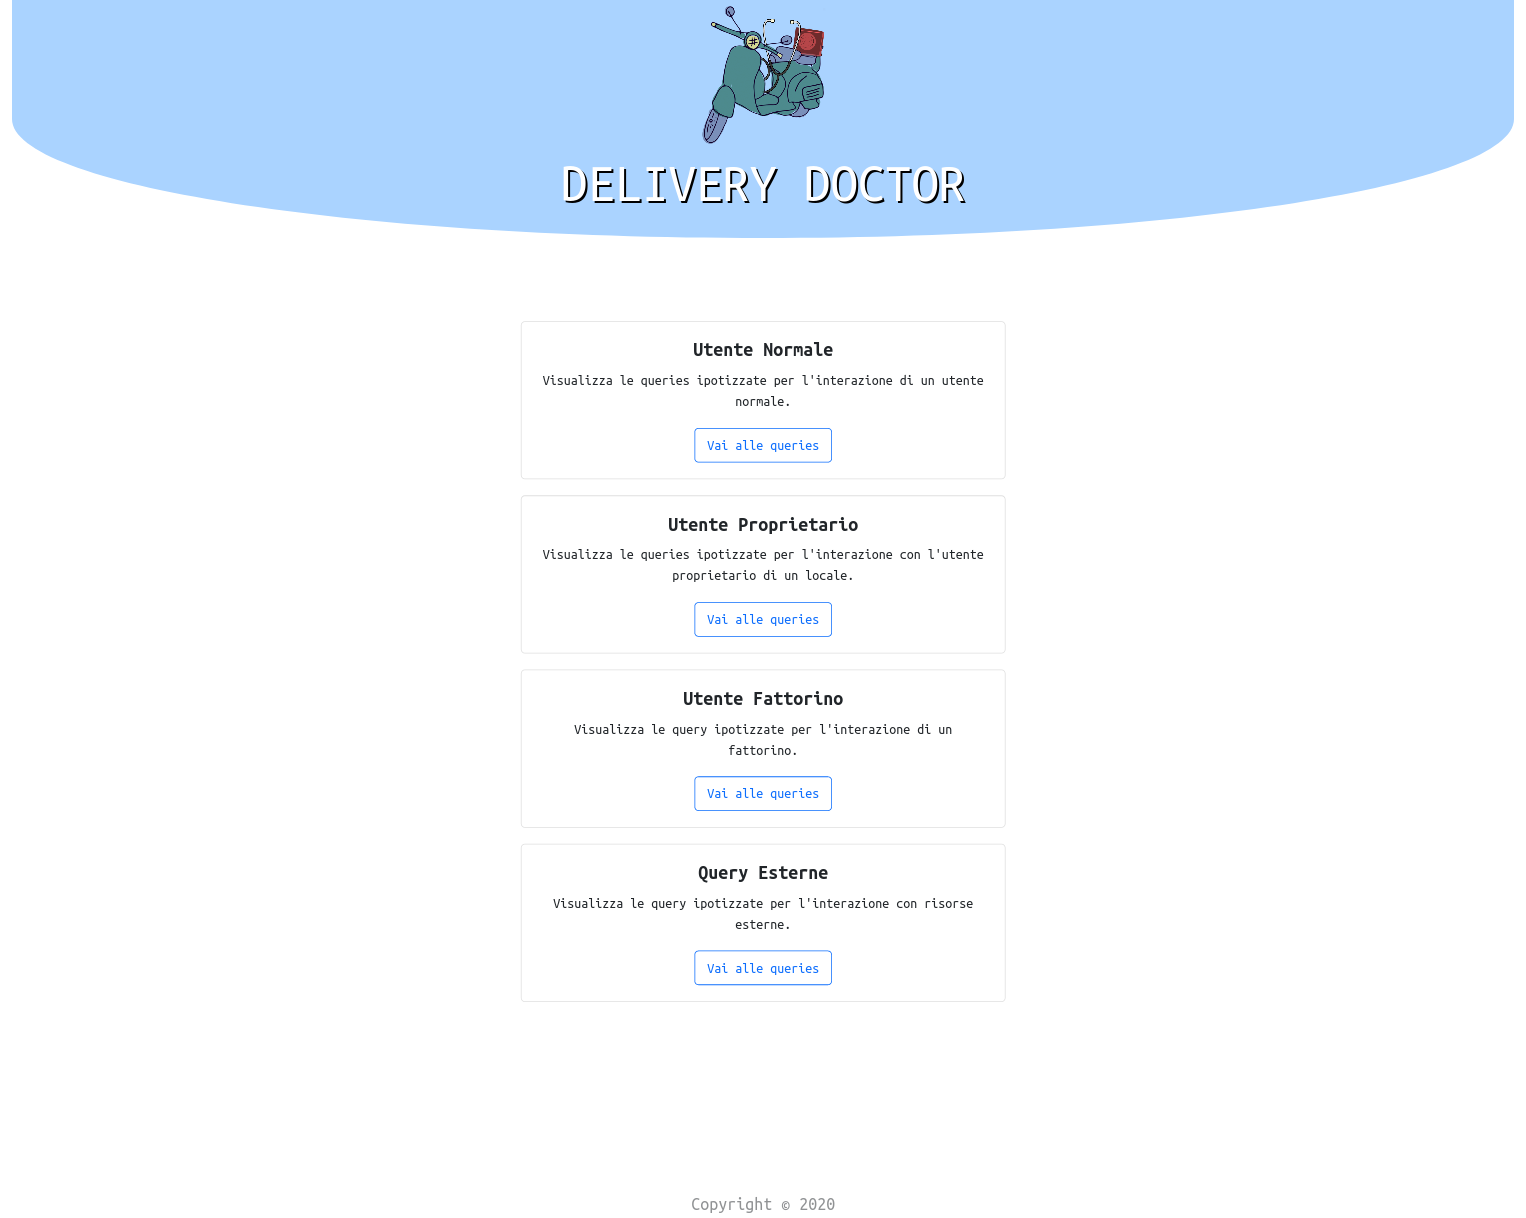 DELIVERY DOCTOR
Utente Normale
Visualizza le queries ipotizzate per l'interazione di un utente
normale.
Vai alle queries
Utente Proprietario
Visualizza le queries ipotizzate per l'interazione con l'utente
proprietario di un locale.
Vai alle queries
Utente Fattorino
Visualizza le query ipotizzate per l'interazione di un
fattorino.
Vai alle queries
Query Esterne
Visualizza le query ipotizzate per l'interazione con risorse
esterne.
Vai alle queries
Copyright © 2020